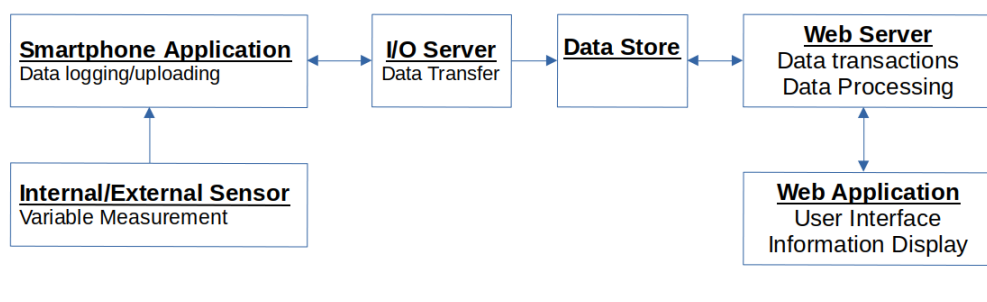 Smartphone Application
Data logging/uploading
I/O Server
Data Transfer
Data Store
Web Server
Data transactions
Data Processing
Internal/External Sensor
Variable Measurement
Web Application
User Interface
Information Display